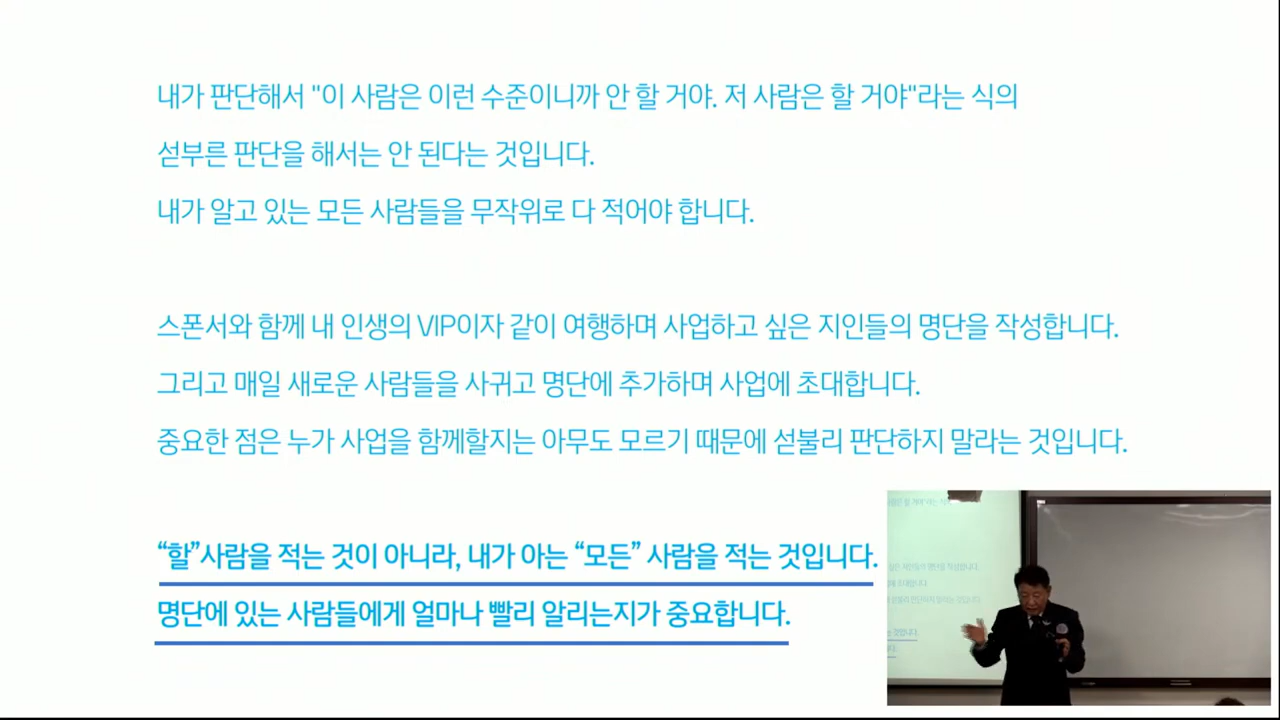 내가 판단해서 "이 사람은 이런 수준이니까 안 할 거야. 저 사람은 할 거야"라는 식의
섣부른 판단을 해서는 안 된다는 것입니다.
내가 알고 있는 모든 사람들을 무작위로 다 적어야 합니다.
스폰서와 함께 내 인생의 VIP이자 같이 여행하며 사업하고 싶은 지인들의 명단을 작성합니다.
그리고 매일 새로운 사람들을 사귀고 명단에 추가하며 사업에 초대합니다.
중요한 점은 누가 사업을 함께할지는 아무도 모르기 때문에 섣불리 판단하지 말라는 것입니다.
“할”사람을 적는 것이 아니라, 내가 아는 “모든” 사람을 적는 것입니다.
명단에 있는 사람들에게 얼마나 빨리 알리는지가 중요합니다.